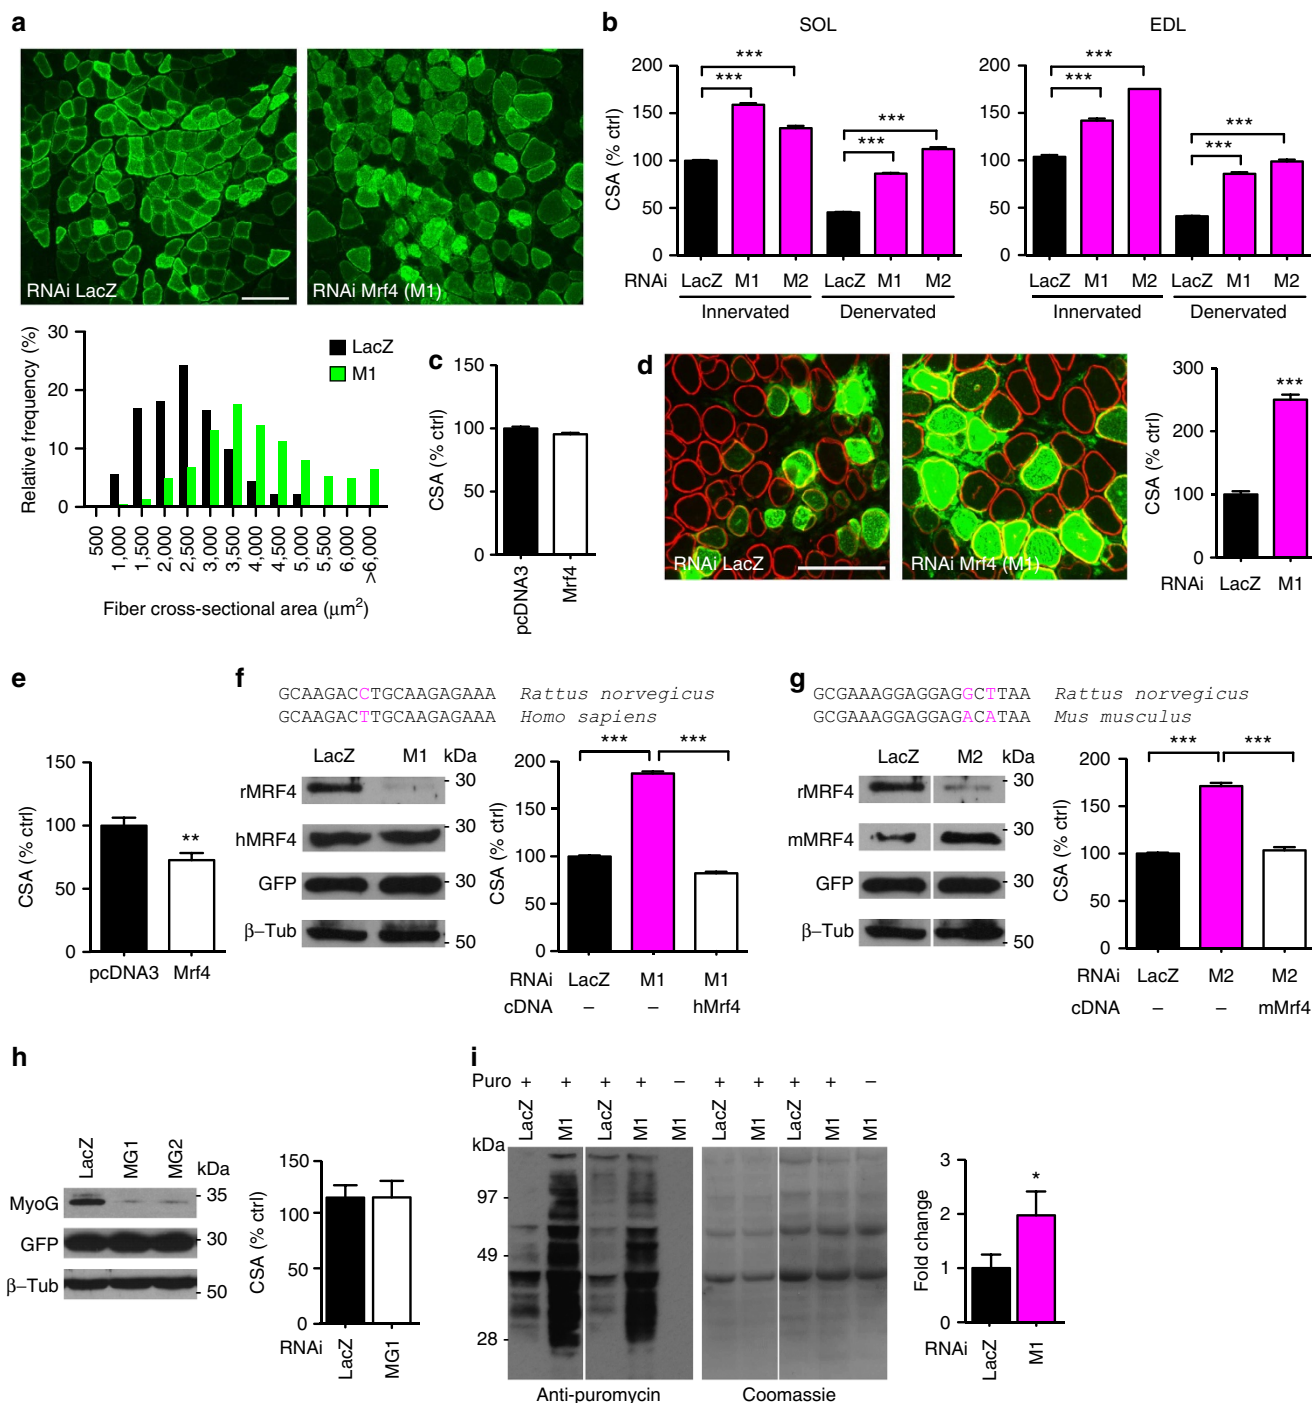 a
RNAi LacZ
RNAi Mrf4 (M1)
Relative frequency (%)
30
20
10
0
LacZ
M1
500
1,000
1,500
2,000
2,500
3,000
3,500
4,000
4,500
5,000
5,500
6,000
>6,000
Fiber cross-sectional area (μm2)
b
SOL
CSA (% ctrl)
200
150
100
50
0
***
***
***
***
RNAi LacZ M1 M2 LacZ M1 M2
Innervated Denervated
EDL
200
150
100
50
0
***
***
***
***
LacZ M1 M2 LacZ M1 M2
Innervated Denervated
c
CSA (% ctrl)
150
100
50
0
pcDNA3
Mrf4
d
RNAi LacZ
RNAi Mrf4 (M1)
CSA (% ctrl)
300
200
100
0
***
RNAi LacZ M1
e
CSA (% ctrl)
150
100
50
0
**
pcDNA3 Mrf4
f
GCAAGACCTGCAAGAGAAA Rattus norvegicus
GCAAGACTTGCAAGAGAAA Homo sapiens
LacZ M1 kDa
rMRF4 - 30
hMRF4 - 30
GFP - 30
β–Tub - 50
CSA (% ctrl)
200
150
100
50
0
*** ***
RNAi LacZ M1 M1
cDNA – – hMrf4
g
GCGAAAGGAGGAGGCTTAA Rattus norvegicus
GCGAAAGGAGGAGACATAA Mus musculus
LacZ M2 kDa
rMRF4 - 30
mMRF4 - 30
GFP - 30
β–Tub - 50
CSA (% ctrl)
200
150
100
50
0
*** ***
RNAi LacZ M2 M2
cDNA – – mMrf4
h
LacZ MG1 MG2 kDa
MyoG - 35
GFP - 30
β–Tub - 50
CSA (% ctrl)
150
100
50
0
RNAi LacZ MG1
i
Puro + + + + – + + + + –
LacZ M1 LacZ M1 M1 LacZ M1 LacZ M1 M1
kDa
97 -
49 -
28 -
Anti-puromycin Coomassie
Fold change
3
2
1
0
*
RNAi LacZ M1